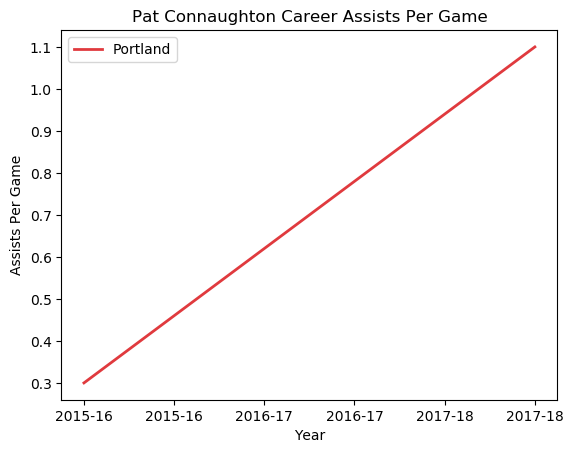 Pat Connaughton Career Assists Per Game
Portland
1.1
1.0
0.9
0.8
0.7
0.6
0.5
0.4
0.3
Assists Per Game
2015-16 2015-16 2016-17 2016-17 2017-18 2017-18
Year